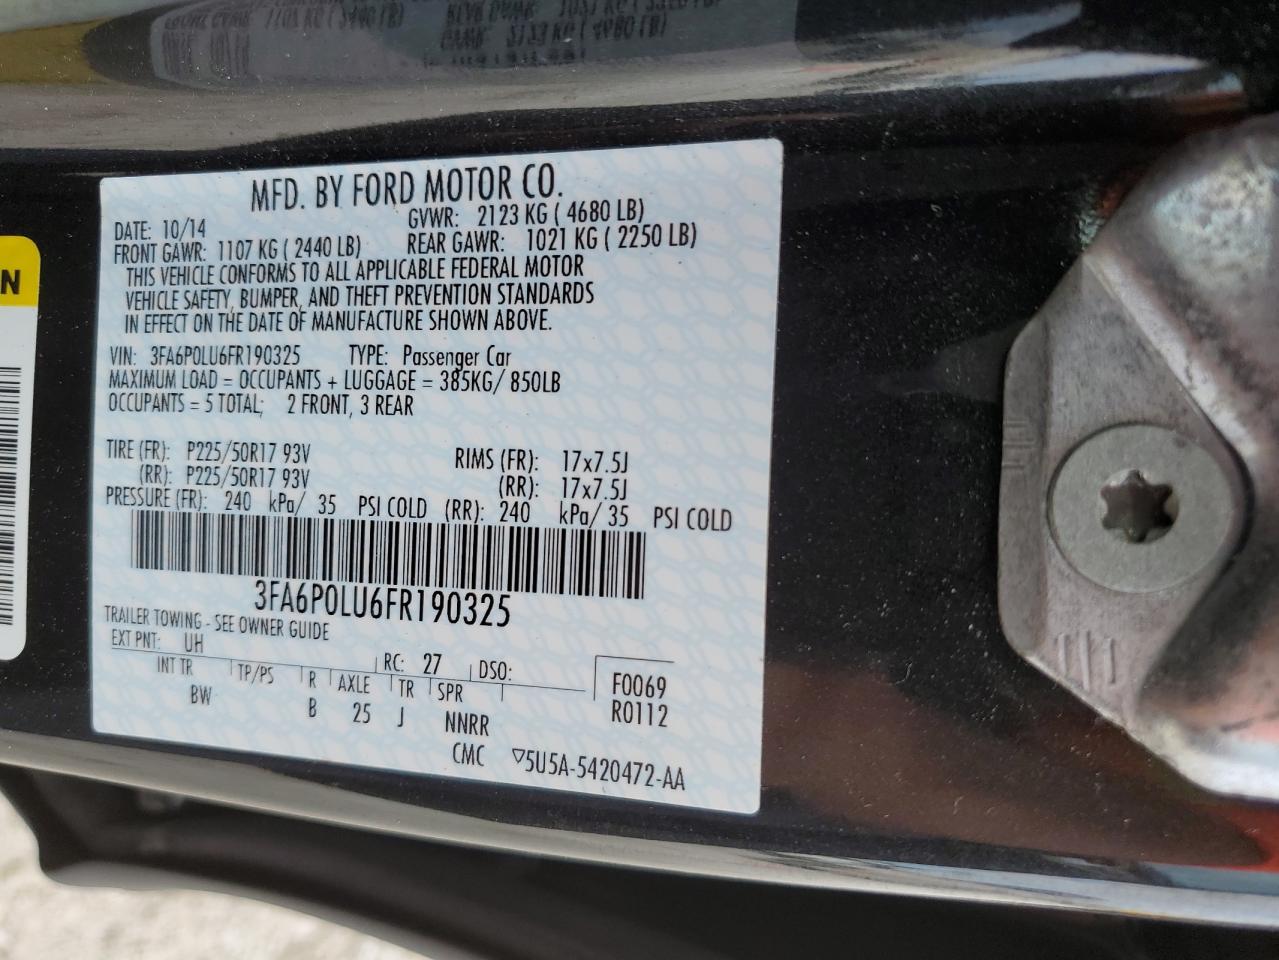 MFD. BY FORD MOTOR CO.
DATE: 10/14 GVWR: 2123 KG ( 4680 LB)
FRONT GAWR: 1107 KG ( 2440 LB) REAR GAWR: 1021 KG ( 2250 LB)
THIS VEHICLE CONFORMS TO ALL APPLICABLE FEDERAL MOTOR
VEHICLE SAFETY, BUMPER, AND THEFT PREVENTION STANDARDS
IN EFFECT ON THE DATE OF MANUFACTURE SHOWN ABOVE.
VIN: 3FA6P0LU6FR190325 TYPE: Passenger Car
MAXIMUM LOAD = OCCUPANTS + LUGGAGE = 385KG/ 850LB
OCCUPANTS = 5 TOTAL; 2 FRONT, 3 REAR
TIRE (FR): P225/50R17 93V RIMS (FR): 17x7.5J
(RR): P225/50R17 93V (RR): 17x7.5J
PRESSURE (FR): 240 kPa/ 35 PSI COLD (RR): 240 kPa/ 35 PSI COLD
3FA6P0LU6FR190325
TRAILER TOWING - SEE OWNER GUIDE
EXT PNT: UH RC: 27 DSO: F0069
INT TR TP/PS R AXLE TR SPR R0112
BW B 25 J NNRR
CMC ▽5U5A-5420472-AA
N